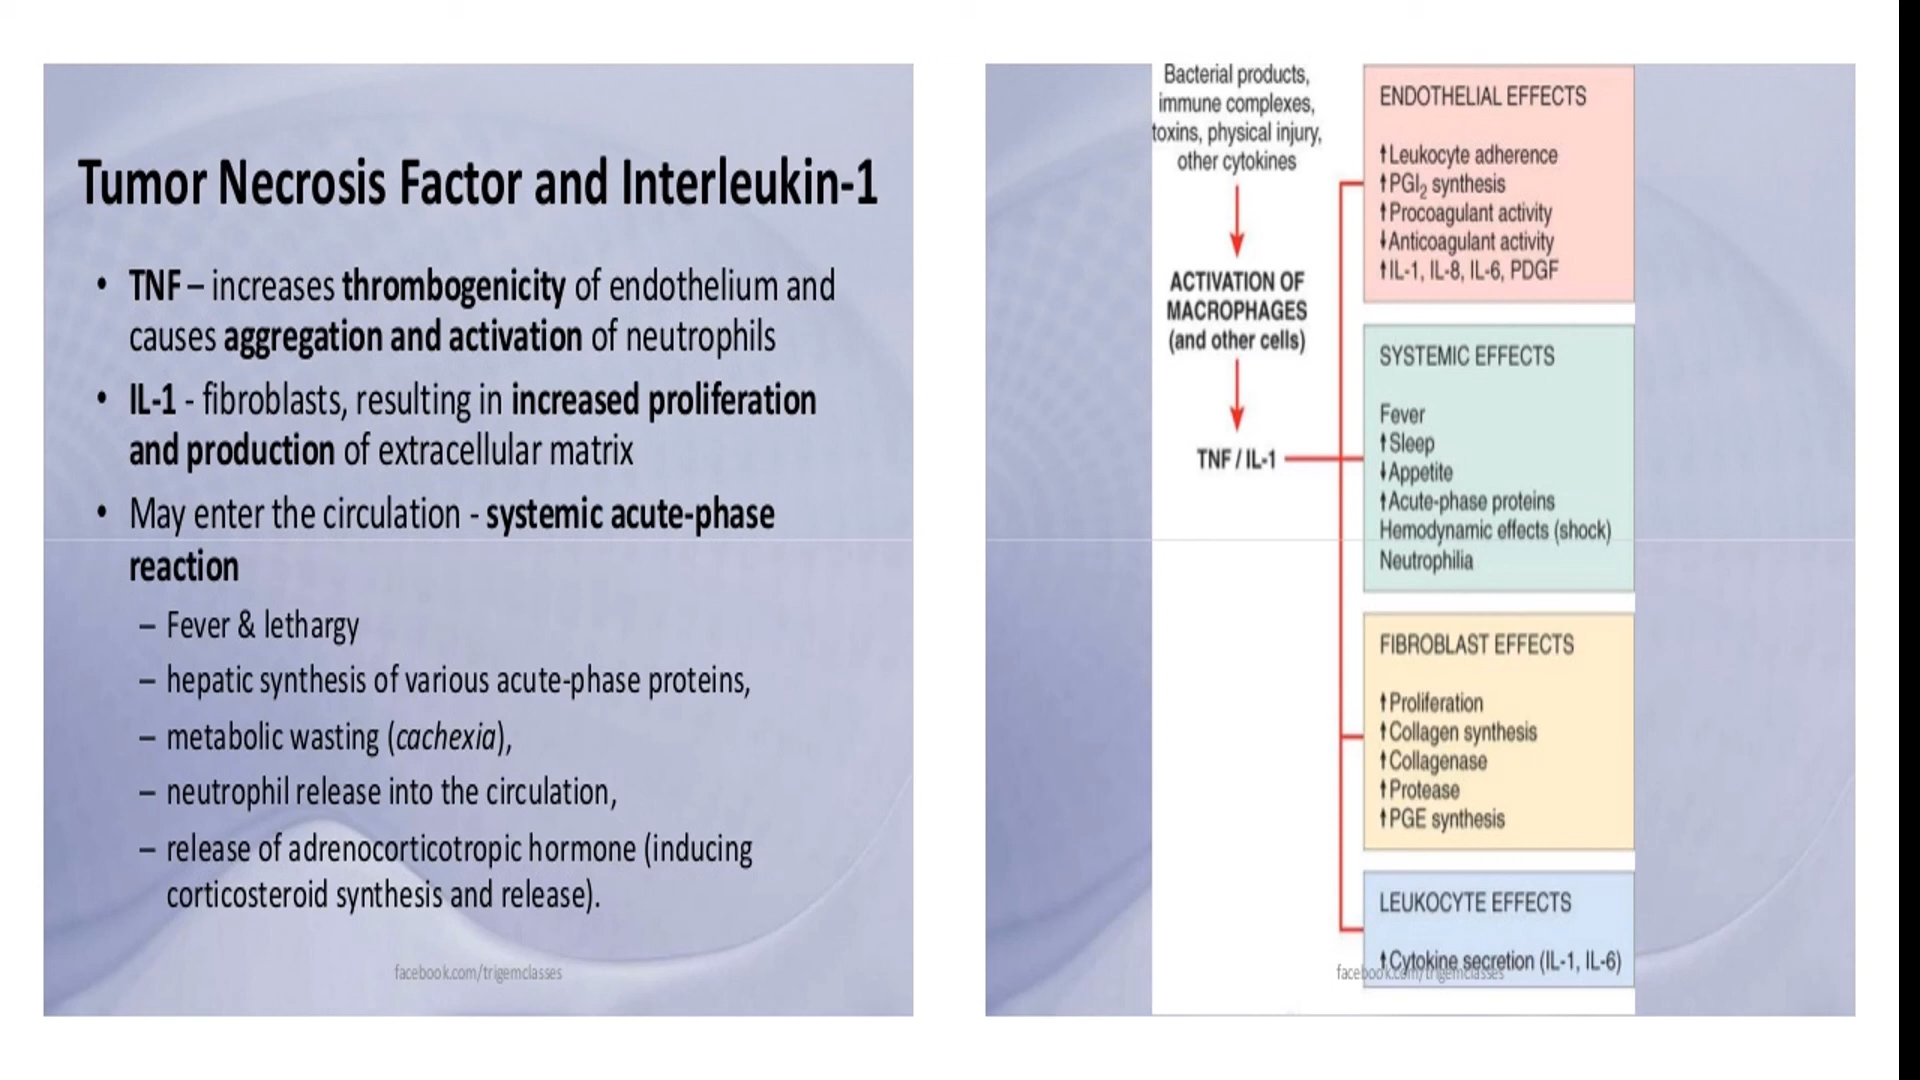 Tumor Necrosis Factor and Interleukin-1
• TNF – increases thrombogenicity of endothelium and
causes aggregation and activation of neutrophils
• IL-1 - fibroblasts, resulting in increased proliferation
and production of extracellular matrix
• May enter the circulation - systemic acute-phase
reaction
– Fever & lethargy
– hepatic synthesis of various acute-phase proteins,
– metabolic wasting (cachexia),
– neutrophil release into the circulation,
– release of adrenocorticotropic hormone (inducing
corticosteroid synthesis and release).
facebook.com/trigemclasses
Bacterial products,
immune complexes,
toxins, physical injury,
other cytokines
ACTIVATION OF
MACROPHAGES
(and other cells)
TNF / IL-1
ENDOTHELIAL EFFECTS
↑Leukocyte adherence
↑PGI₂ synthesis
↑Procoagulant activity
↓Anticoagulant activity
↑IL-1, IL-8, IL-6, PDGF
SYSTEMIC EFFECTS
Fever
↑Sleep
↓Appetite
↑Acute-phase proteins
Hemodynamic effects (shock)
Neutrophilia
FIBROBLAST EFFECTS
↑Proliferation
↑Collagen synthesis
↑Collagenase
↑Protease
↑PGE synthesis
LEUKOCYTE EFFECTS
↑Cytokine secretion (IL-1, IL-6)
facebook.com/trigemclasses